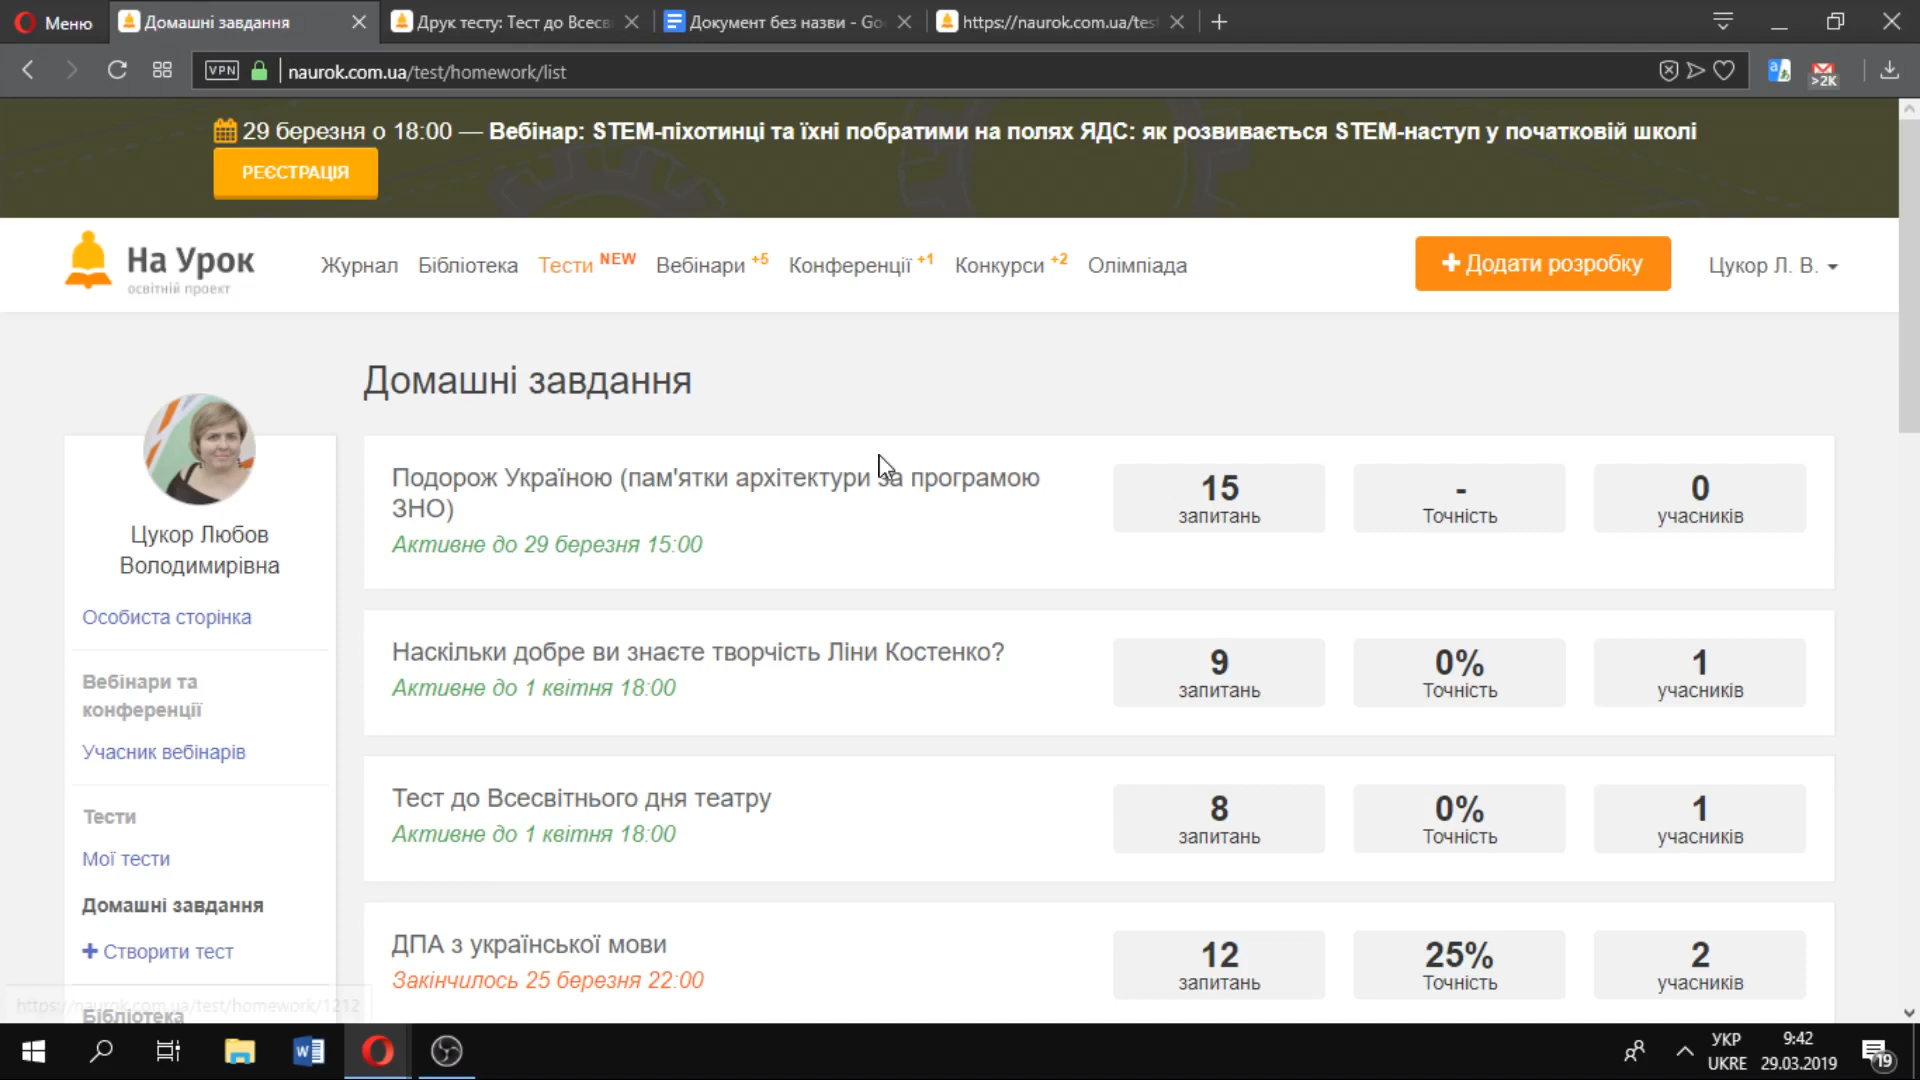 Меню
Домашні завдання
Друк тесту: Тест до Всесв
Документ без назви - Go
https://naurok.com.ua/tes
VPN
naurok.com.ua/test/homework/list
>2K
29 березня о 18:00 — Вебінар: STEM-піхотинці та їхні побратими на полях ЯДС: як розвивається STEM-наступ у початковій школі
РЕЄСТРАЦІЯ
На Урок
освітній проект
Журнал
Бібліотека
Тести NEW
Вебінари +5
Конференції +1
Конкурси +2
Олімпіада
+ Додати розробку
Цукор Л. В.
Домашні завдання
Цукор Любов
Володимирівна
Особиста сторінка
Вебінари та
конференції
Учасник вебінарів
Тести
Мої тести
Домашні завдання
+ Створити тест
Бібліотека
https://naurok.com.ua/test/homework/1212
Подорож Україною (пам'ятки архітектури за програмою
ЗНО)
Активне до 29 березня 15:00
15
запитань
-
Точність
0
учасників
Наскільки добре ви знаєте творчість Ліни Костенко?
Активне до 1 квітня 18:00
9
запитань
0%
Точність
1
учасників
Тест до Всесвітнього дня театру
Активне до 1 квітня 18:00
8
запитань
0%
Точність
1
учасників
ДПА з української мови
Закінчилось 25 березня 22:00
12
запитань
25%
Точність
2
учасників
УКР
UKRE
9:42
29.03.2019
19